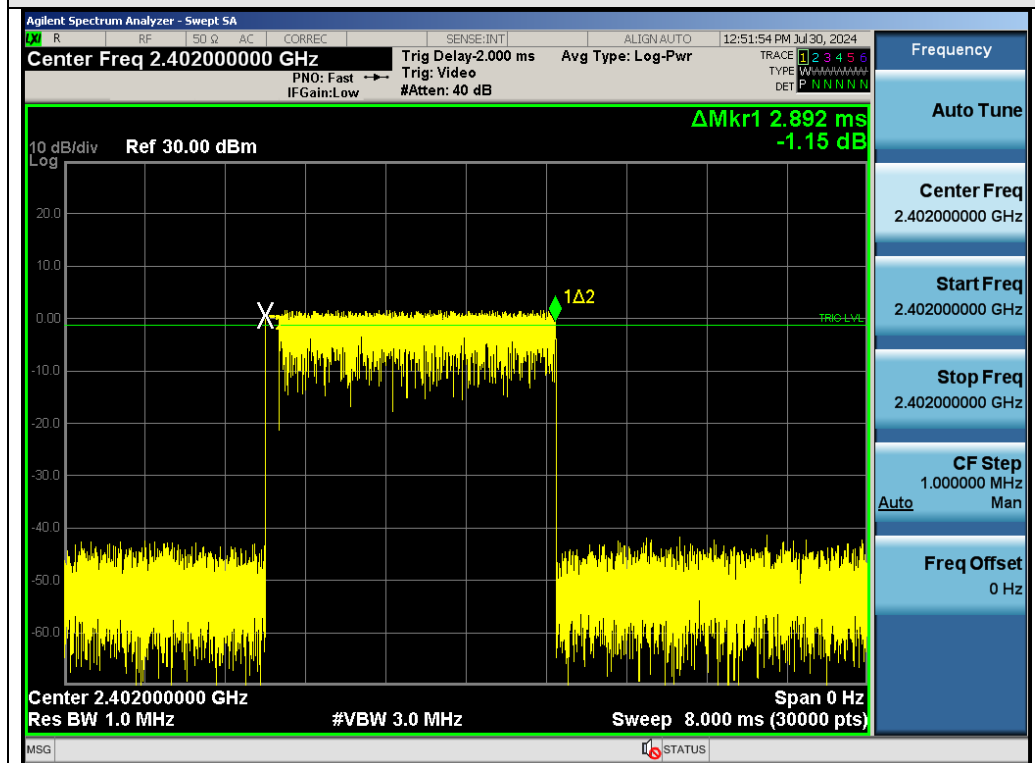 Agilent Spectrum Analyzer - Swept SA
LXI R RF 50 Ω AC CORREC SENSE:INT ALIGN AUTO 12:51:54 PM Jul 30, 2024
Center Freq 2.402000000 GHz
PNO: Fast
IFGain:Low
Trig Delay-2.000 ms
Trig: Video
#Atten: 40 dB
Avg Type: Log-Pwr
TRACE 1 2 3 4 5 6
TYPE WWWWWW
DET P N N N N N
ΔMkr1 2.892 ms
-1.15 dB
10 dB/div
Log
Ref 30.00 dBm
20.0
10.0
0.00
-10.0
-20.0
-30.0
-40.0
-50.0
-60.0
1Δ2
TRIG LVL
Center 2.402000000 GHz
Span 0 Hz
Res BW 1.0 MHz
#VBW 3.0 MHz
Sweep 8.000 ms (30000 pts)
MSG
STATUS
Frequency
Auto Tune
Center Freq
2.402000000 GHz
Start Freq
2.402000000 GHz
Stop Freq
2.402000000 GHz
CF Step
1.000000 MHz
Auto Man
Freq Offset
0 Hz